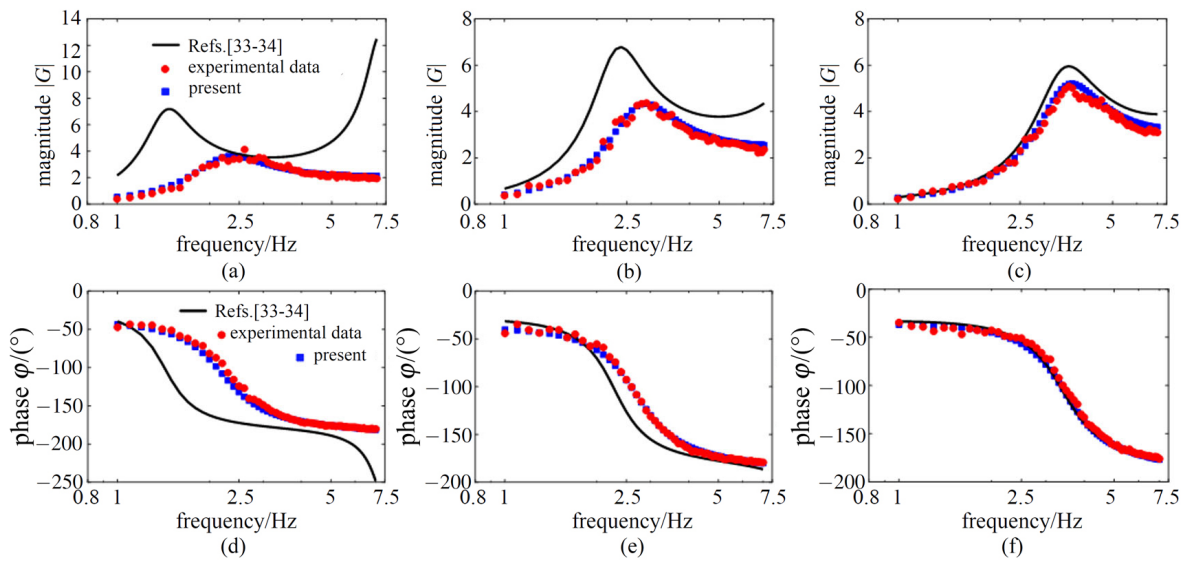 14
12
10
8
6
4
2
0
magnitude |G|
Refs.[33-34]
experimental data
present
0.8 1 2.5 5 7.5
frequency/Hz
(a)
8
6
4
2
0
magnitude |G|
0.8 1 2.5 5 7.5
frequency/Hz
(b)
8
6
4
2
0
magnitude |G|
0.8 1 2.5 5 7.5
frequency/Hz
(c)
0
−50
−100
−150
−200
−250
phase φ/(°)
Refs.[33-34]
experimental data
present
0.8 1 2.5 5 7.5
frequency/Hz
(d)
0
−50
−100
−150
−200
phase φ/(°)
0.8 1 2.5 5 7.5
frequency/Hz
(e)
0
−50
−100
−150
−200
phase φ/(°)
0.8 1 2.5 5 7.5
frequency/Hz
(f)